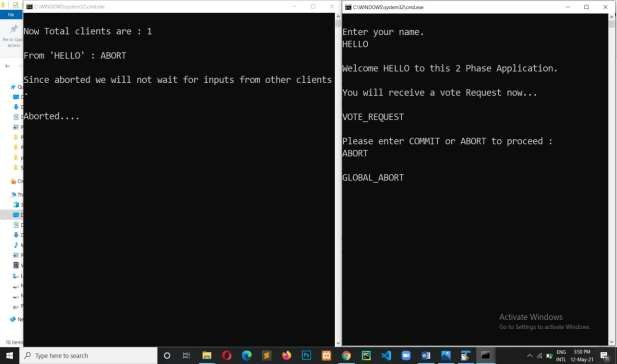 C:\WINDOWS\system32\cmd.exe
Now Total clients are : 1
From 'HELLO' : ABORT
Since aborted we will not wait for inputs from other clients
Aborted....
C:\WINDOWS\system32\cmd.exe
Enter your name.
HELLO
Welcome HELLO to this 2 Phase Application.
You will receive a vote Request now...
VOTE_REQUEST
Please enter COMMIT or ABORT to proceed :
ABORT
GLOBAL_ABORT
Activate Windows
Go to Settings to activate Windows.
File
Type here to search
ENG
INTL
3:50 PM
12-May-21